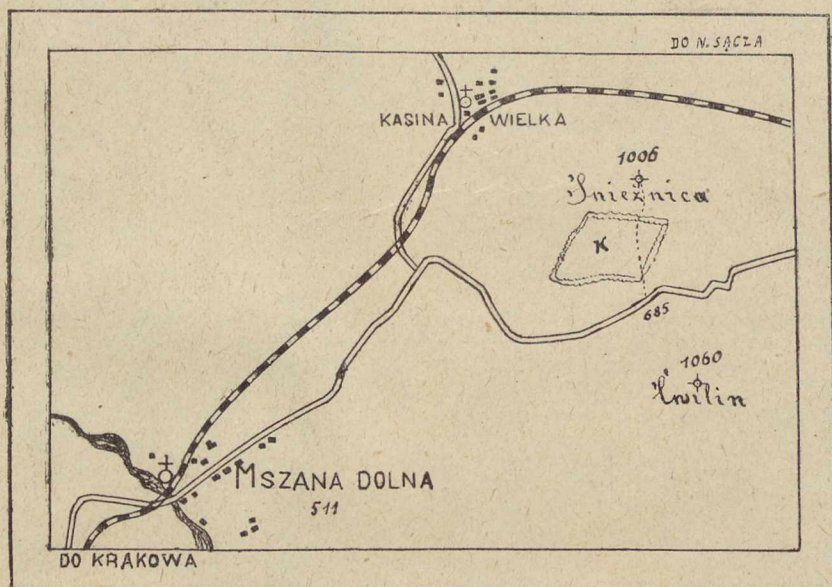 DO N. SĄCZA
KASINA WIELKA
1006
Śnieżnica
K
685
1060
Ćwilin
MSZANA DOLNA
511
DO KRAKOWA